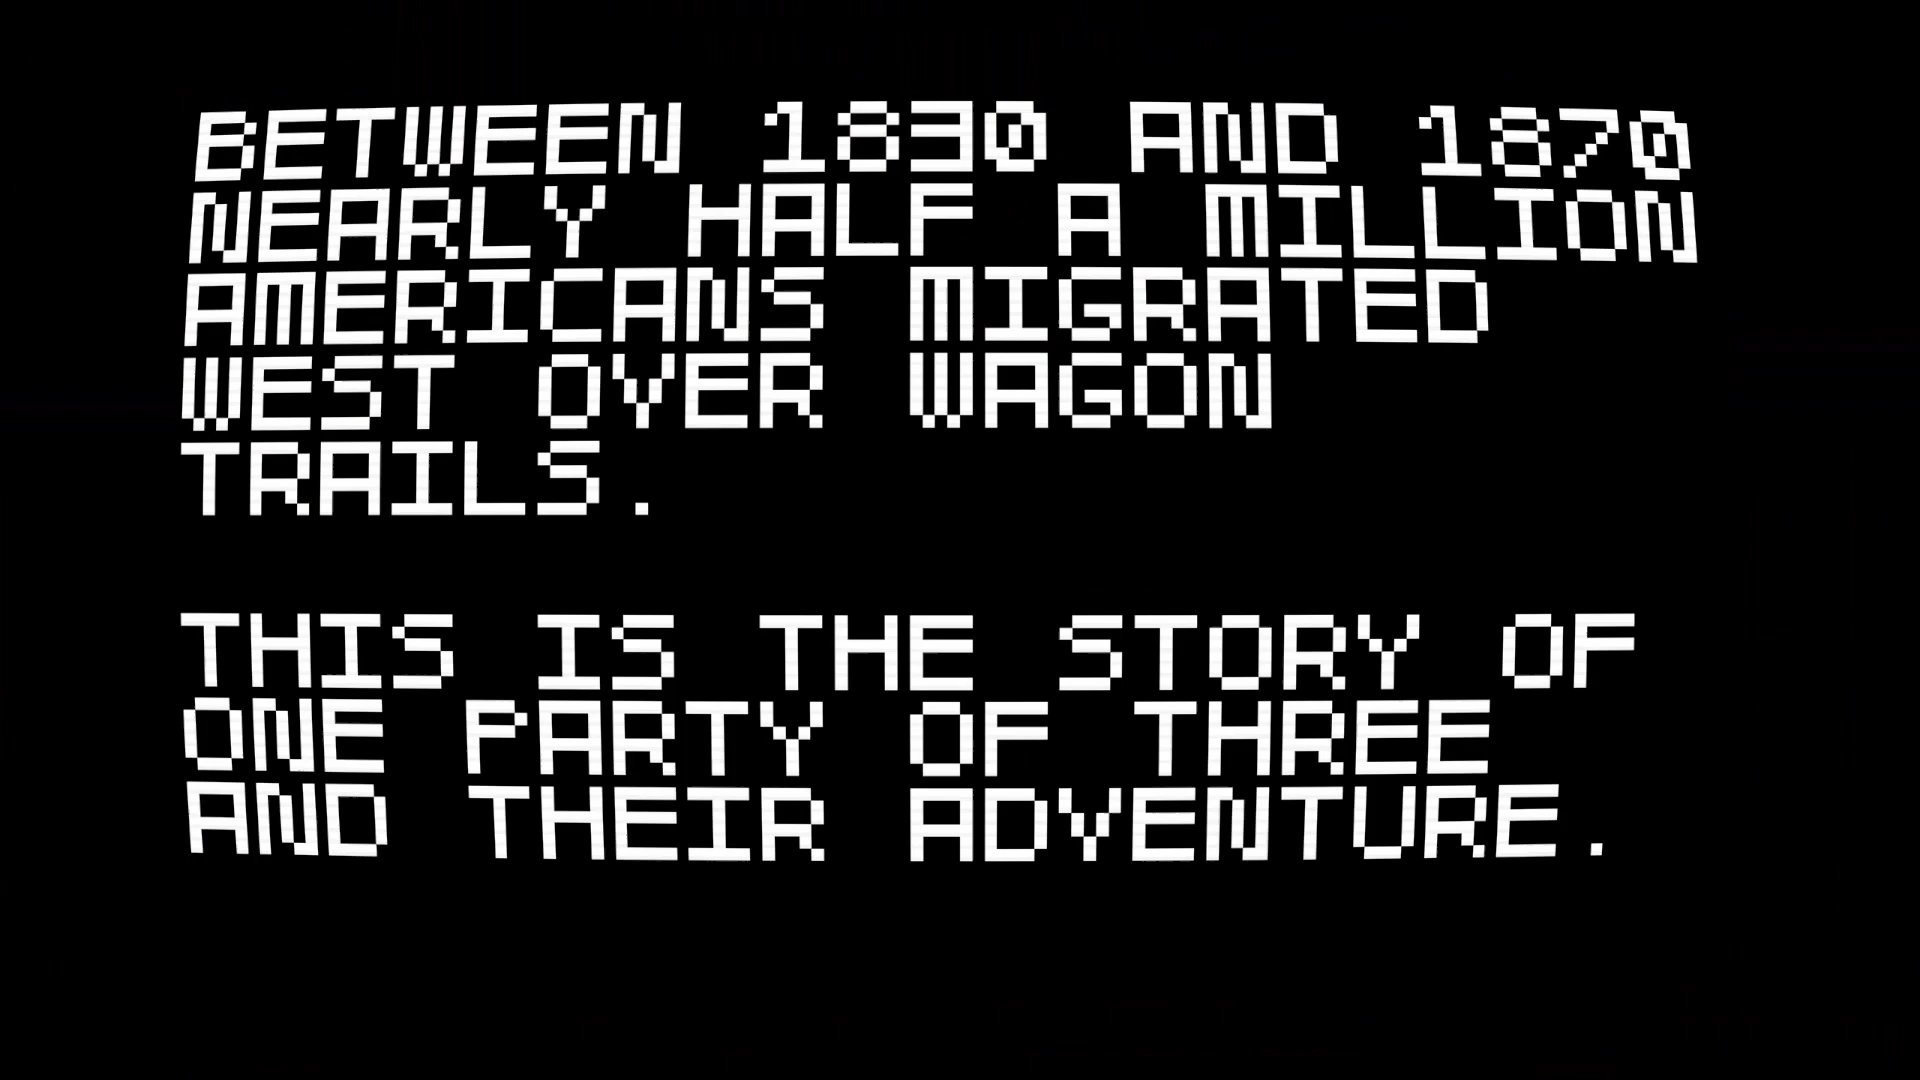 BETWEEN 1830 AND 1870
NEARLY HALF A MILLION
AMERICANS MIGRATED
WEST OVER WAGON
TRAILS.
THIS IS THE STORY OF
ONE PARTY OF THREE
AND THEIR ADVENTURE.